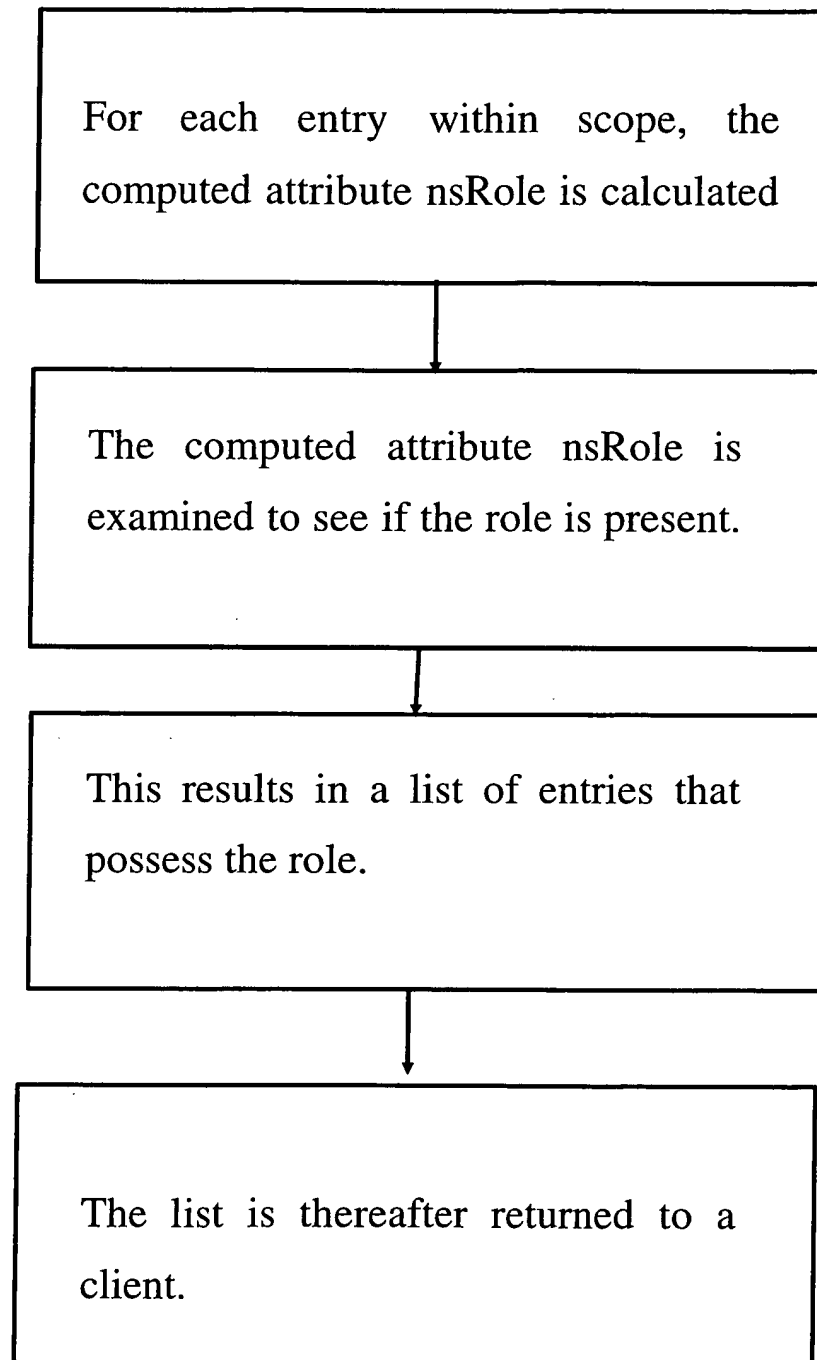 For each entry within scope, the
computed attribute nsRole is calculated
The computed attribute nsRole is
examined to see if the role is present.
This results in a list of entries that
possess the role.
The list is thereafter returned to a
client.